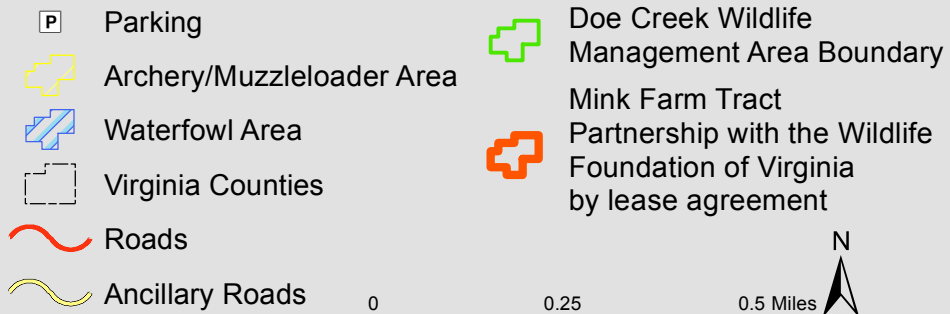 P Parking
Archery/Muzzleloader Area
Waterfowl Area
Virginia Counties
Roads
Ancillary Roads
Doe Creek Wildlife
Management Area Boundary
Mink Farm Tract
Partnership with the Wildlife
Foundation of Virginia
by lease agreement
N
0 0.25 0.5 Miles